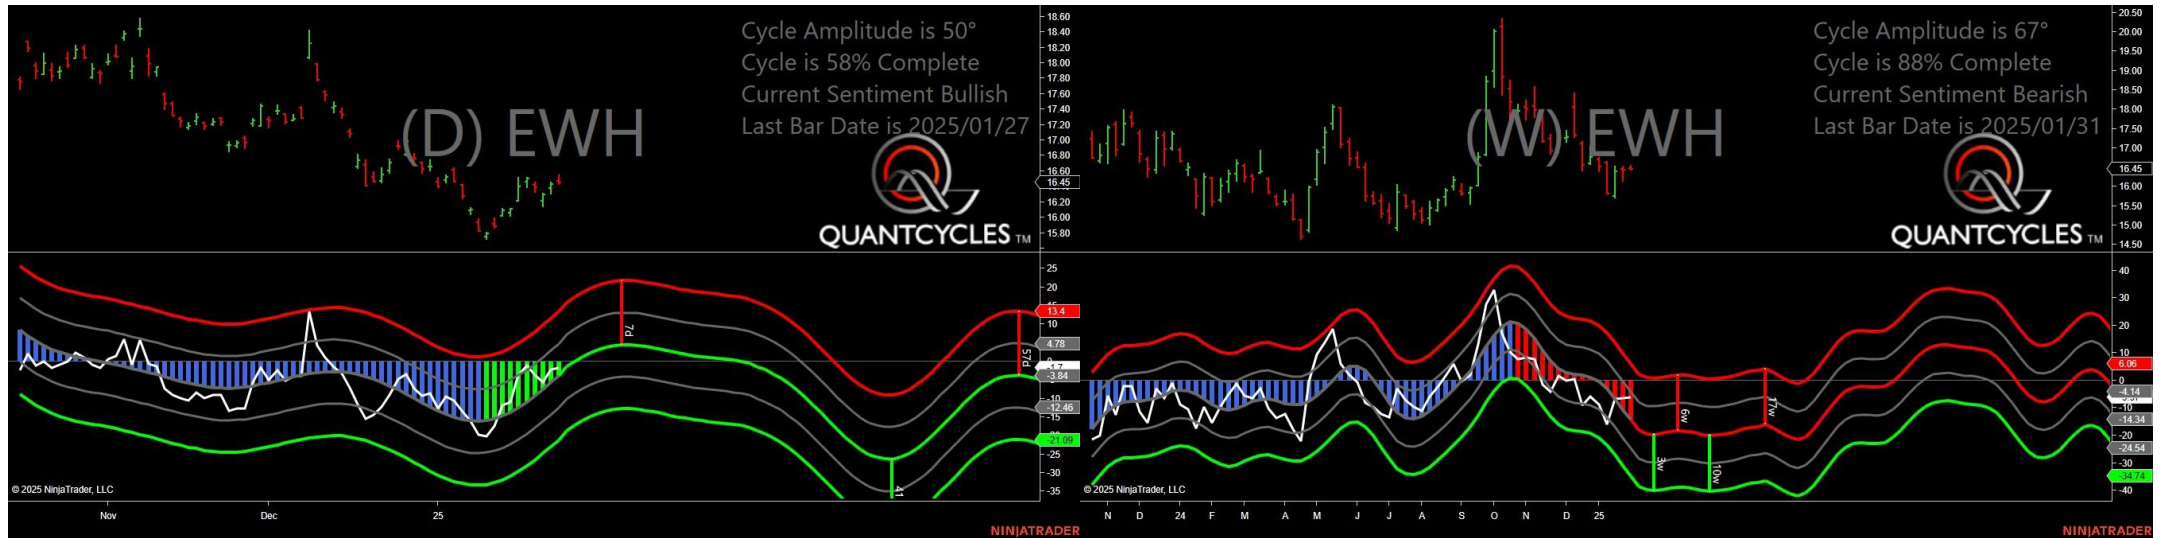 Cycle Amplitude is 50°
Cycle is 58% Complete
Current Sentiment Bullish
Last Bar Date is 2025/01/27
(D) EWH
QUANTCYCLES TM
18.60
18.40
18.20
18.00
17.80
17.60
17.40
17.20
17.00
16.80
16.60
16.45
16.20
16.00
15.80
25
20
13.4
10
4.78
-3.84
-10
-12.46
-15
-21.09
-25
-30
-35
7d
41
57d
© 2025 NinjaTrader, LLC
Nov
Dec
25
NINJATRADER
Cycle Amplitude is 67°
Cycle is 88% Complete
Current Sentiment Bearish
Last Bar Date is 2025/01/31
(W) EWH
QUANTCYCLES TM
20.50
20.00
19.50
19.00
18.50
18.00
17.50
17.00
16.45
16.00
15.50
15.00
14.50
40
30
20
10
6.06
0
-4.14
-10
-14.34
-20
-24.54
-30
-34.74
-40
3w
6w
10w
17w
© 2025 NinjaTrader, LLC
N D 24 F M A M J J A S O N D 25
NINJATRADER